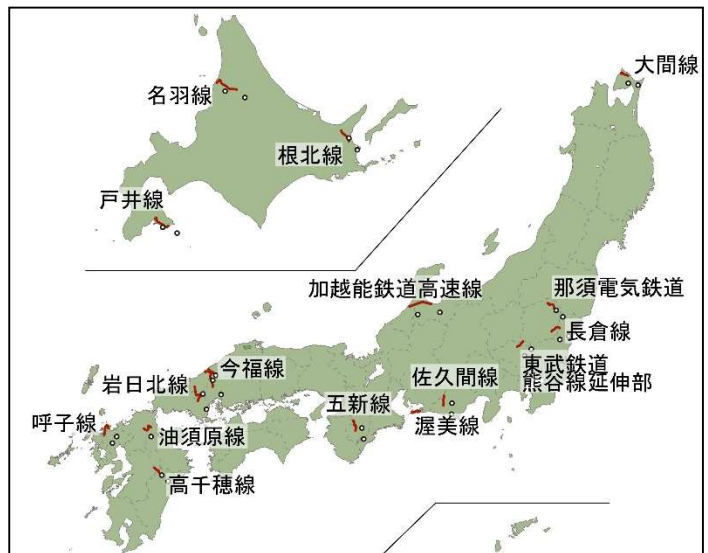 大間線
名羽線
根北線
戸井線
加越能鉄道高速線
那須電気鉄道
長倉線
東武鉄道
熊谷線延伸部
今福線
岩日北線
佐久間線
五新線
渥美線
呼子線
油須原線
高千穂線